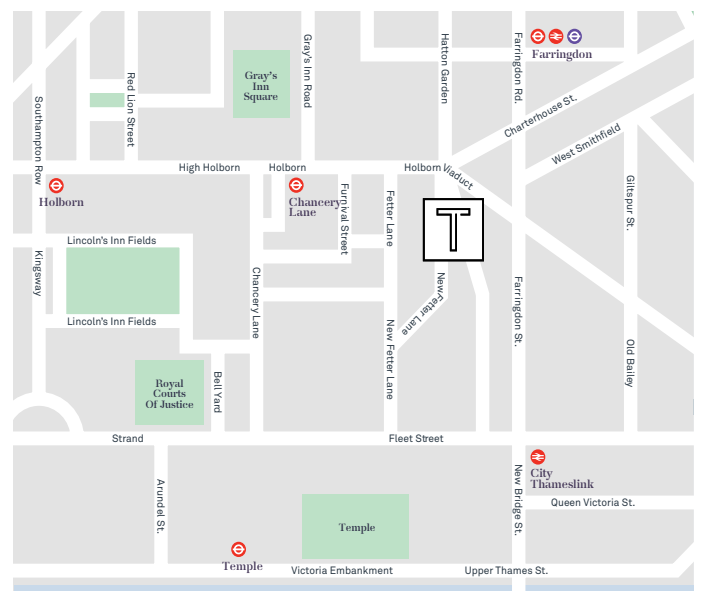 Southampton Row
Red Lion Street
Gray's
Inn
Square
Gray's Inn Road
Hatton Garden
Farringdon Rd.
Farringdon
Charterhouse St.
West Smithfield
High Holborn
Holborn
Holborn Viaduct
Holborn
Chancery
Lane
Furnival Street
Fetter Lane
T
Giltspur St.
Lincoln's Inn Fields
Kingsway
Chancery Lane
New Fetter Lane
Farringdon St.
Lincoln's Inn Fields
New Fetter Lane
Old Bailey
Royal
Courts
Of Justice
Bell Yard
Strand
Fleet Street
City
Thameslink
Arundel St.
New Bridge St.
Queen Victoria St.
Temple
Temple
Victoria Embankment
Upper Thames St.